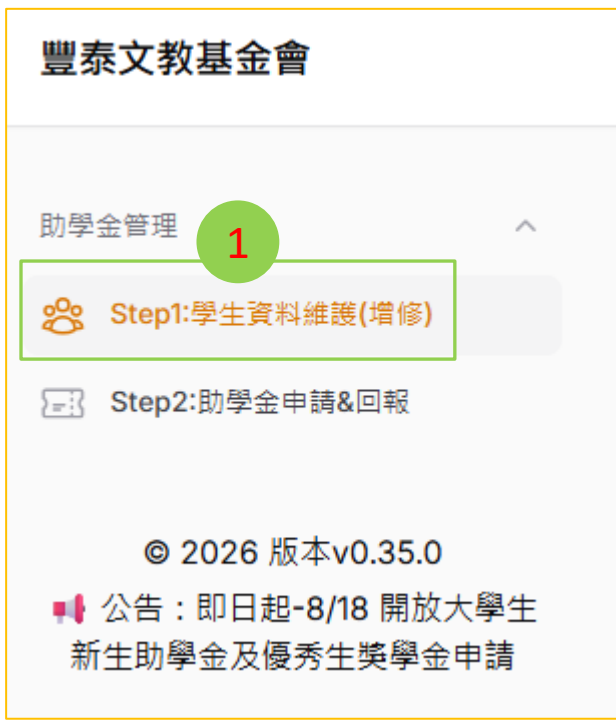 豐泰文教基金會
助學金管理
1
Step1:學生資料維護(增修)
Step2:助學金申請&回報
© 2026 版本v0.35.0
📢 公告：即日起-8/18 開放大學生
新生助學金及優秀生獎學金申請